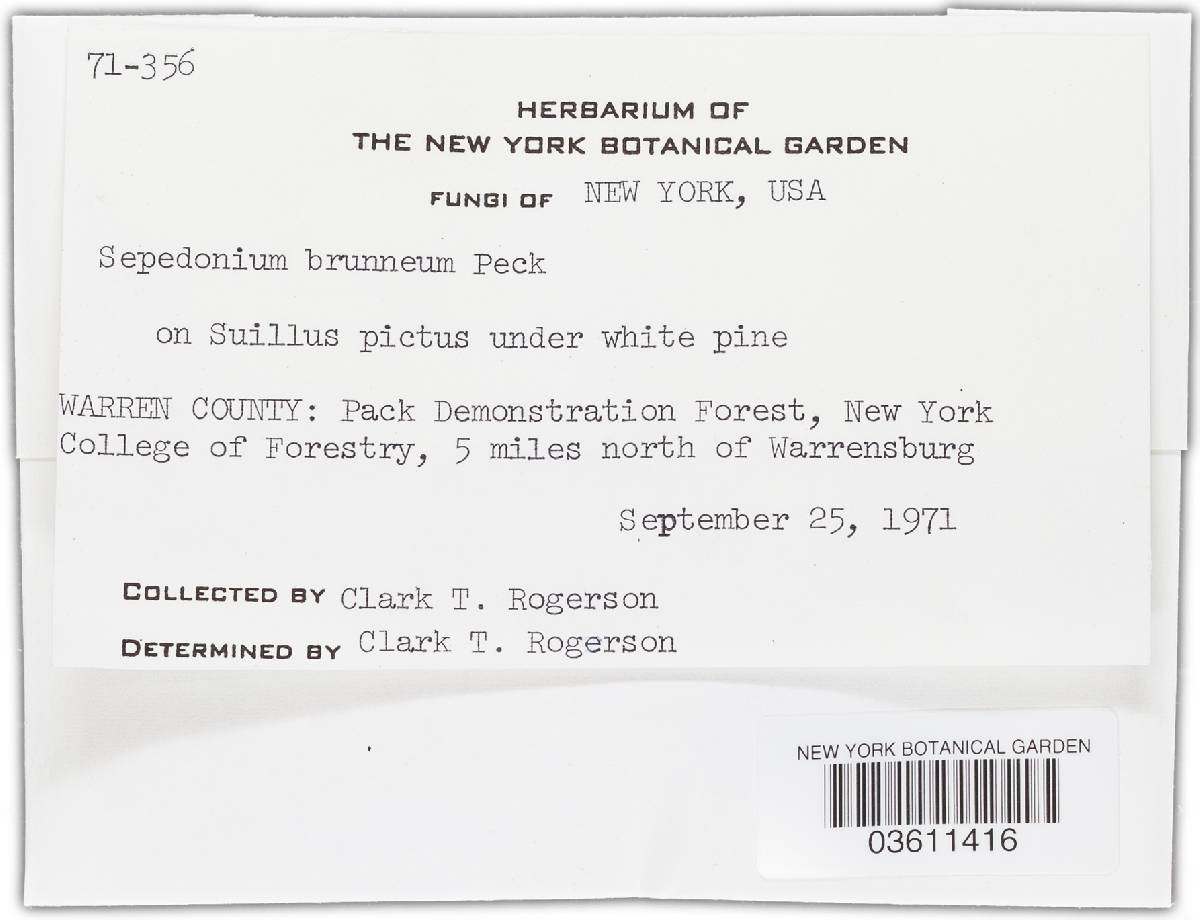 71-356
HERBARIUM OF
THE NEW YORK BOTANICAL GARDEN
FUNGI OF NEW YORK, USA
Sepedonium brunneum Peck
on Suillus pictus under white pine
WARREN COUNTY: Pack Demonstration Forest, New York
College of Forestry, 5 miles north of Warrensburg
September 25, 1971
COLLECTED BY Clark T. Rogerson
DETERMINED BY Clark T. Rogerson
NEW YORK BOTANICAL GARDEN
03611416